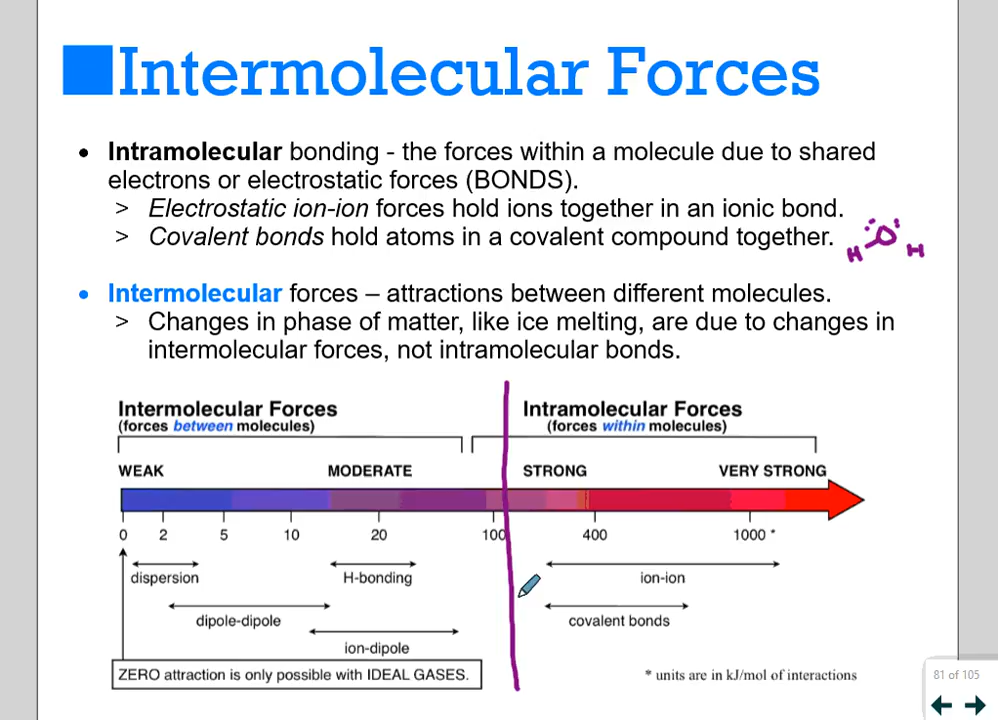 Intermolecular Forces
• Intramolecular bonding - the forces within a molecule due to shared
electrons or electrostatic forces (BONDS).
> Electrostatic ion-ion forces hold ions together in an ionic bond.
> Covalent bonds hold atoms in a covalent compound together.
H O H
• Intermolecular forces – attractions between different molecules.
> Changes in phase of matter, like ice melting, are due to changes in
intermolecular forces, not intramolecular bonds.
Intermolecular Forces
(forces between molecules)
Intramolecular Forces
(forces within molecules)
WEAK MODERATE STRONG VERY STRONG
0 2 5 10 20 100 400 1000 *
dispersion H-bonding ion-ion
dipole-dipole covalent bonds
ion-dipole
ZERO attraction is only possible with IDEAL GASES.
* units are in kJ/mol of interactions
81 of 105